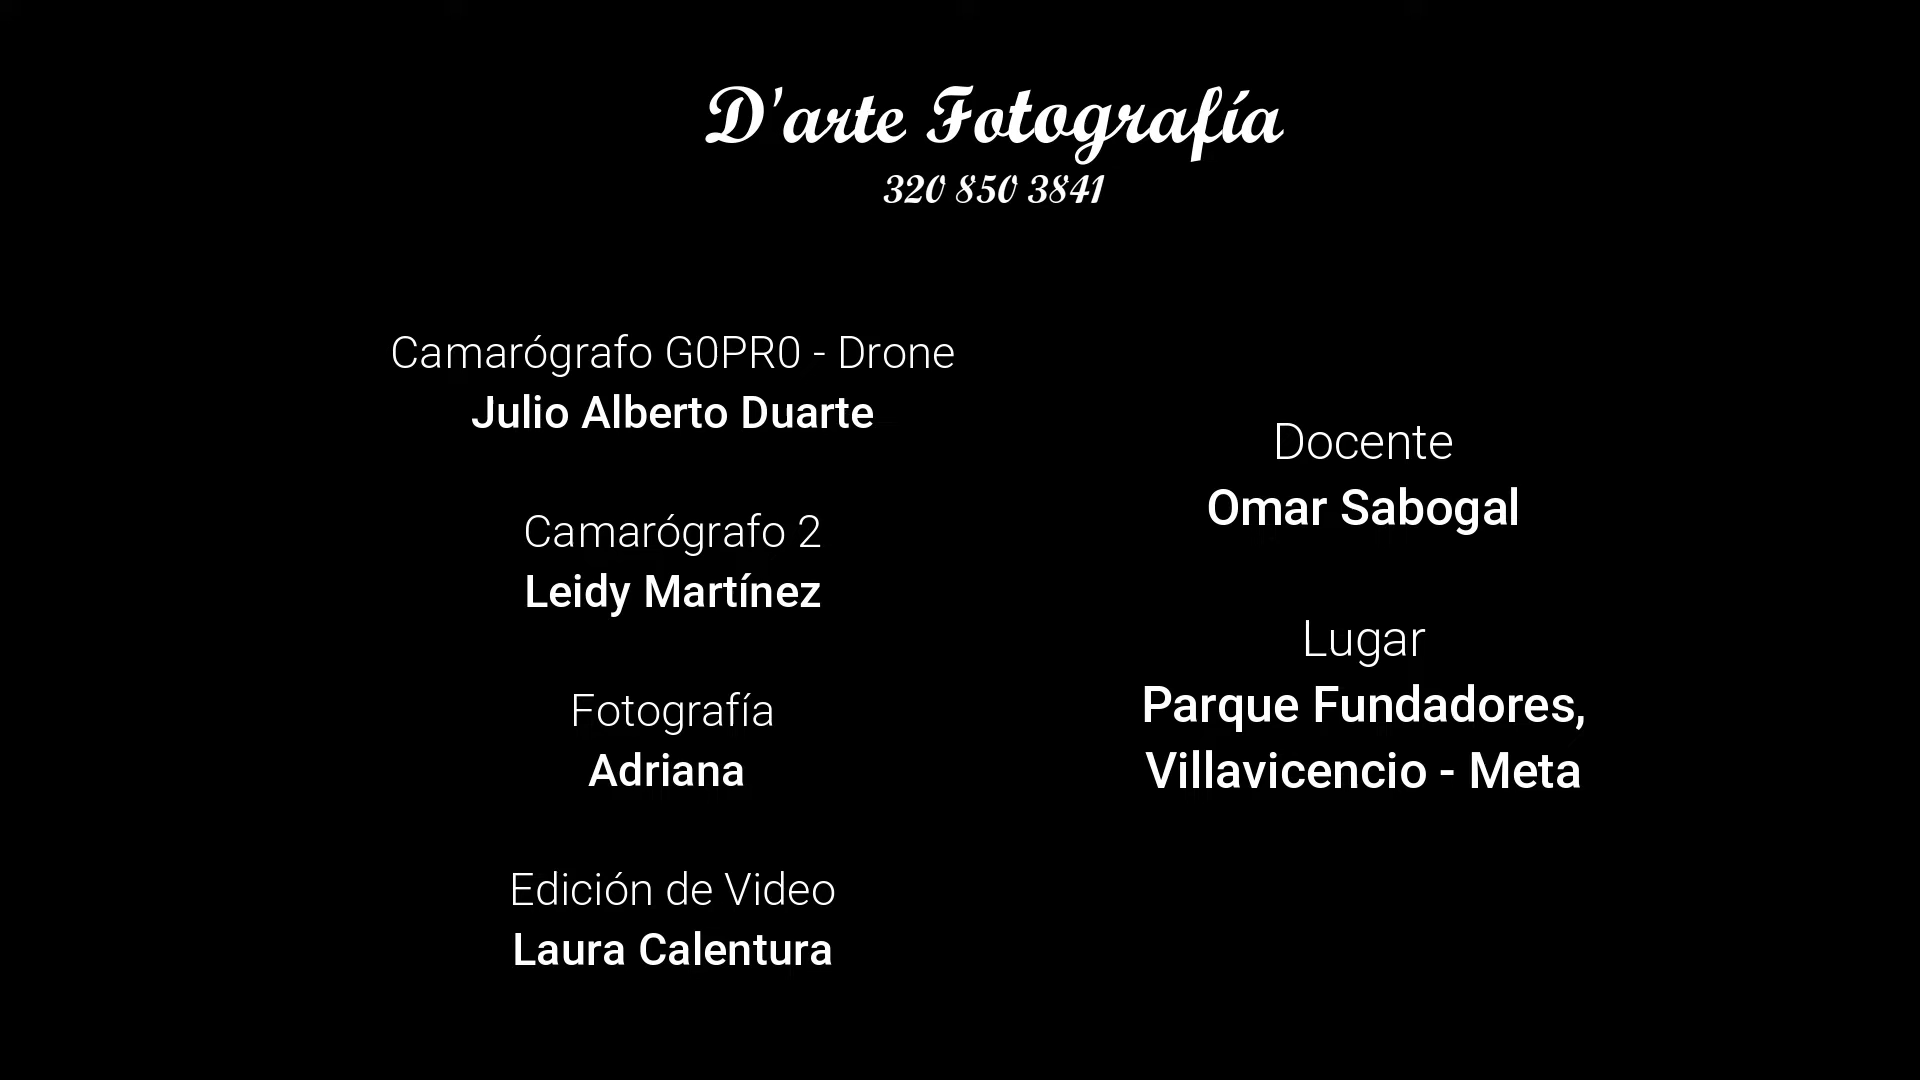 D'arte Fotografía
320 850 3841
Camarógrafo G0PR0 - Drone
Julio Alberto Duarte
Camarógrafo 2
Leidy Martínez
Fotografía
Adriana
Edición de Video
Laura Calentura
Docente
Omar Sabogal
Lugar
Parque Fundadores,
Villavicencio - Meta